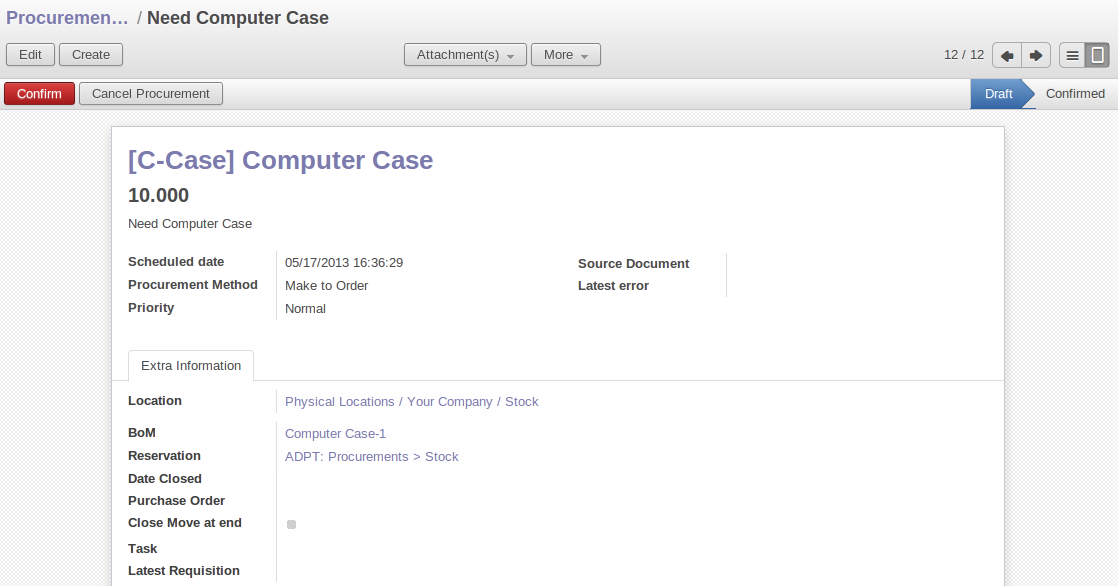 Procuremen… / Need Computer Case
Edit Create Attachment(s) More 12 / 12
Confirm Cancel Procurement Draft Confirmed
[C-Case] Computer Case
10.000
Need Computer Case
Scheduled date 05/17/2013 16:36:29 Source Document
Procurement Method Make to Order Latest error
Priority Normal
Extra Information
Location Physical Locations / Your Company / Stock
BoM Computer Case-1
Reservation ADPT: Procurements > Stock
Date Closed
Purchase Order
Close Move at end
Task
Latest Requisition